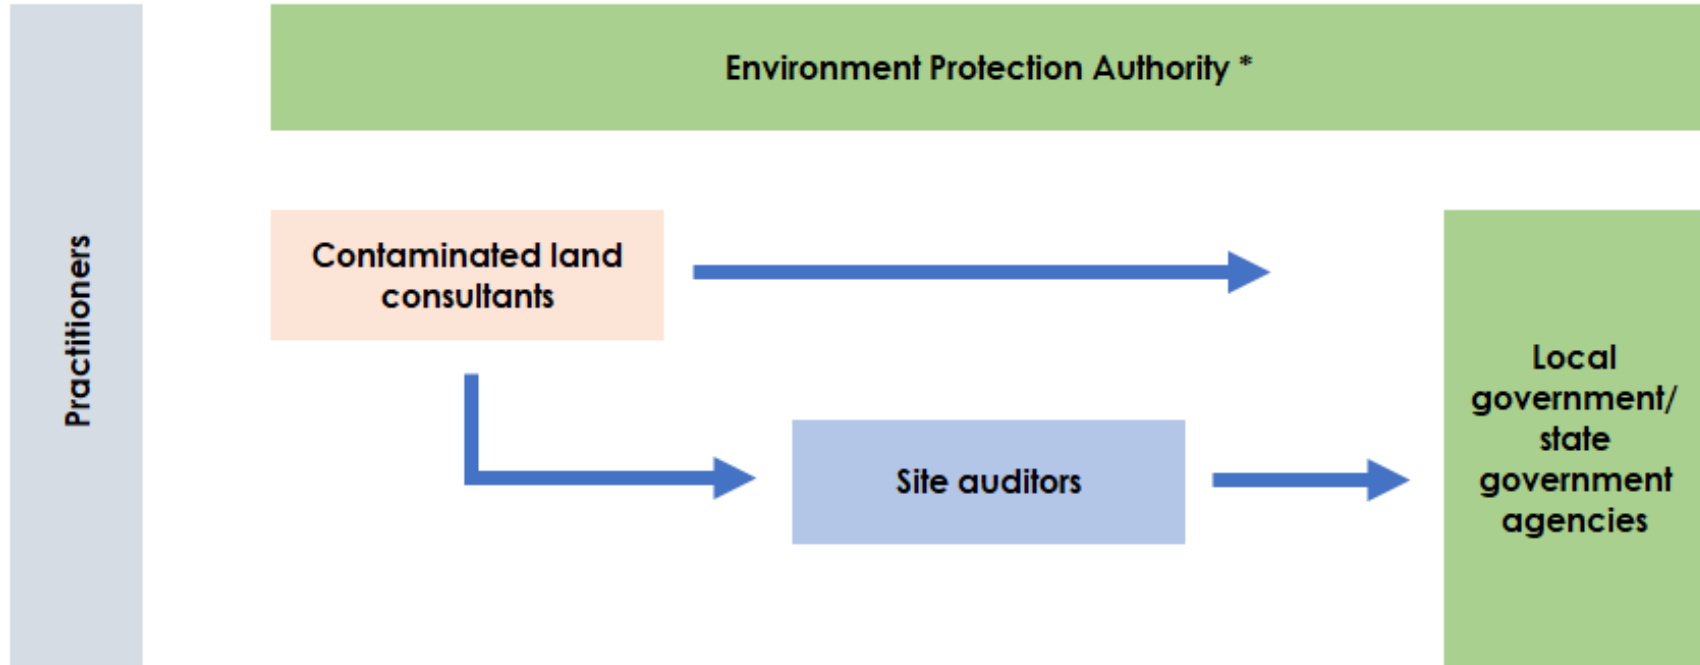 Practitioners
Environment Protection Authority *
Contaminated land
consultants
Site auditors
Local
government/
state
government
agencies